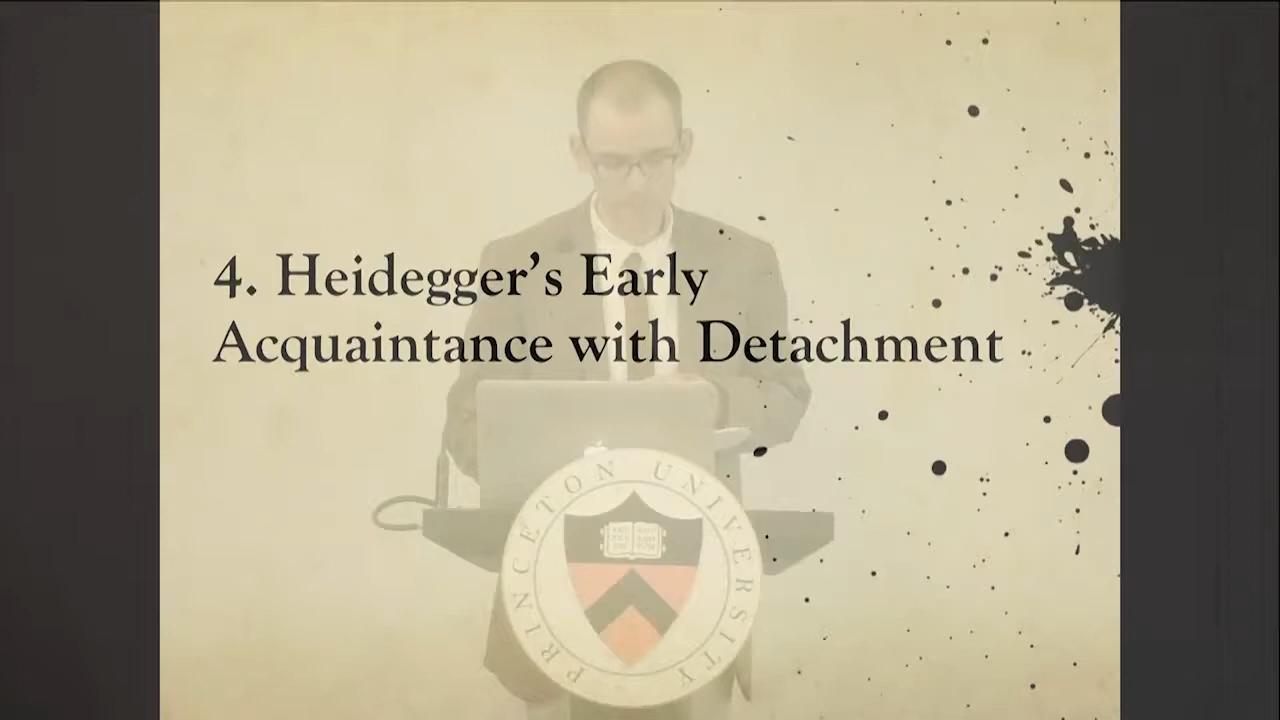 4. Heidegger's Early
Acquaintance with Detachment
PRINCETON UNIVERSITY